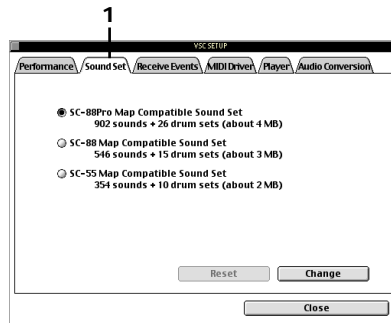 1
VSC SETUP
Performance Sound Set Receive Events MIDI Driver Player Audio Conversion
SC-88Pro Map Compatible Sound Set
902 sounds + 26 drum sets (about 4 MB)
SC-88 Map Compatible Sound Set
546 sounds + 15 drum sets (about 3 MB)
SC-55 Map Compatible Sound Set
354 sounds + 10 drum sets (about 2 MB)
Reset Change
Close